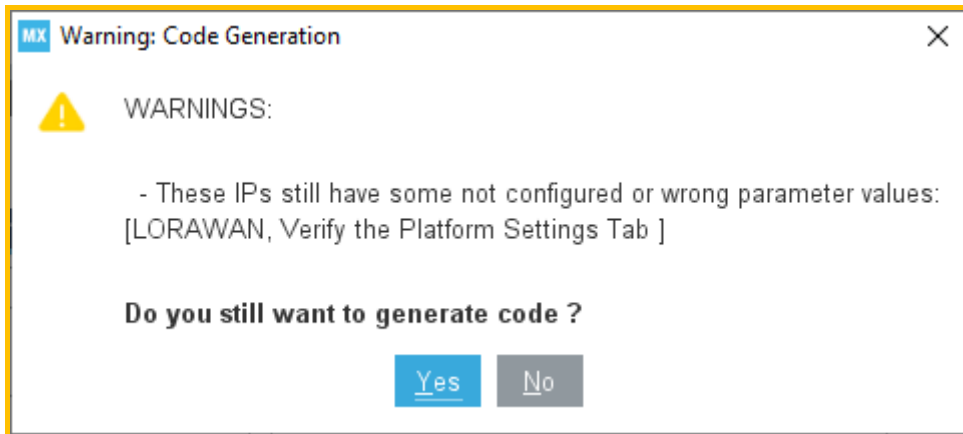 MX Warning: Code Generation
WARNINGS:
- These IPs still have some not configured or wrong parameter values:
[LORAWAN, Verify the Platform Settings Tab ]
Do you still want to generate code ?
Yes No